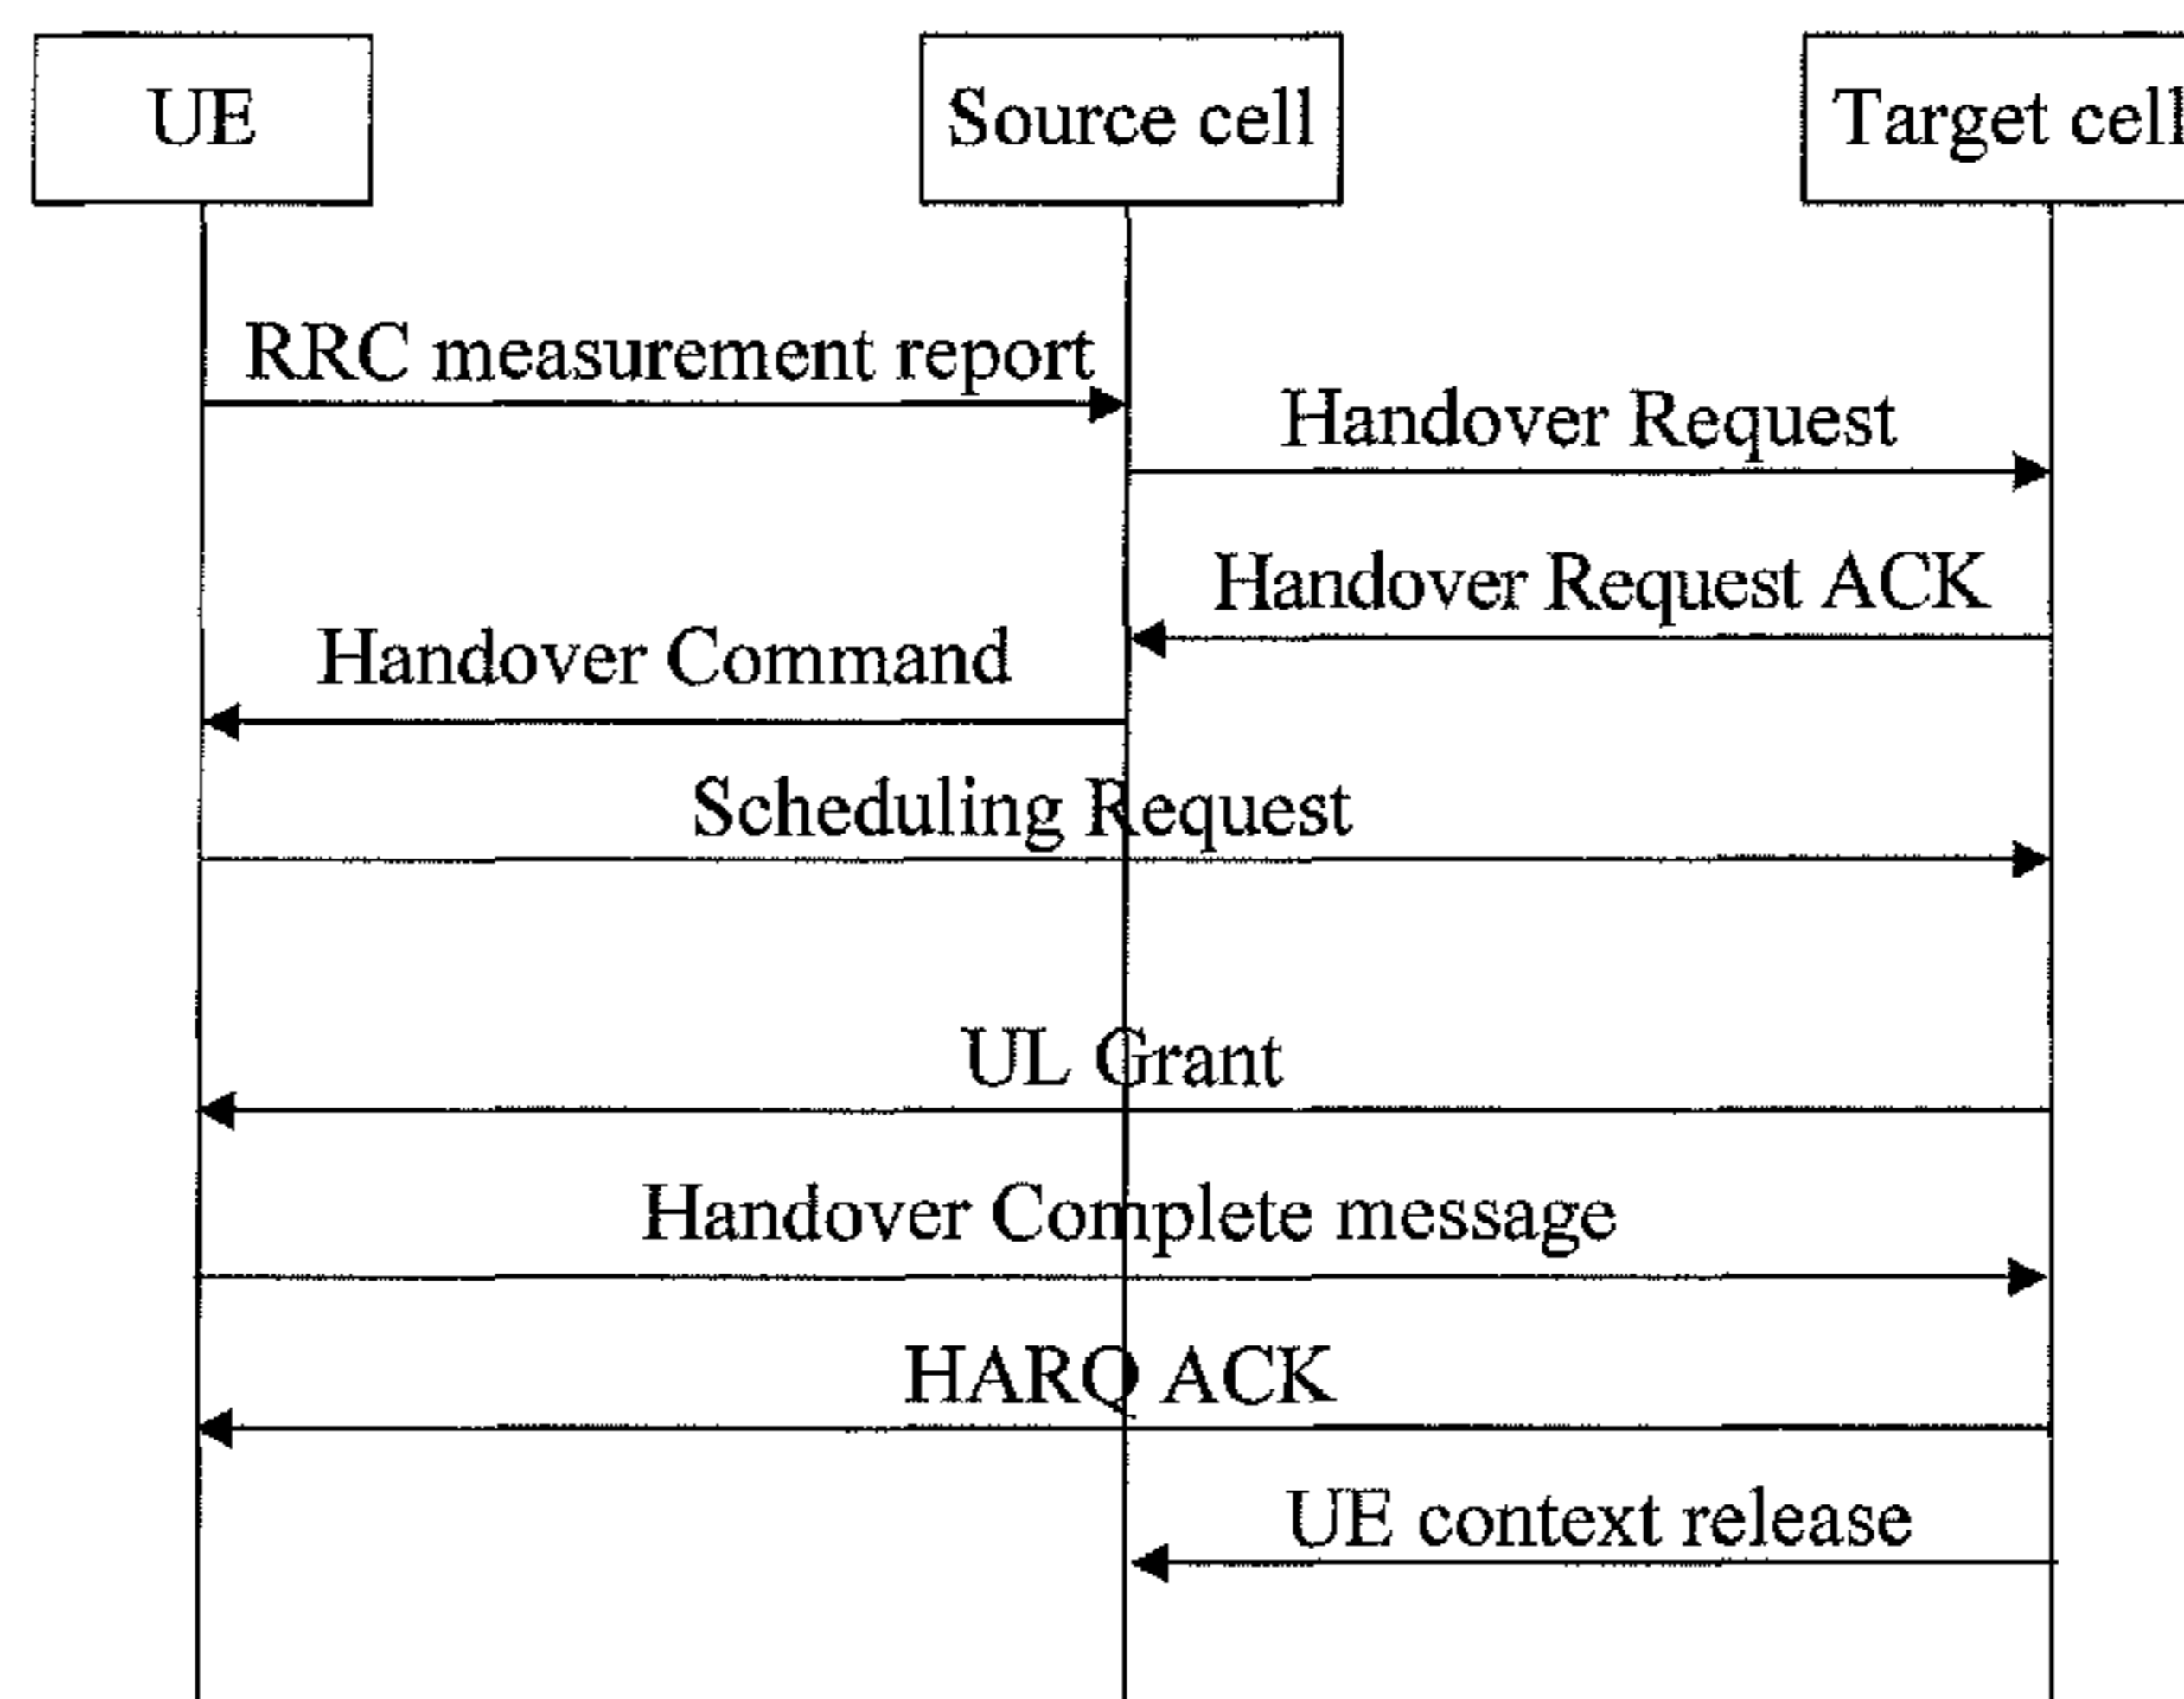 UE
Source cell
Target cell
RRC measurement report
Handover Request
Handover Request ACK
Handover Command
Scheduling Request
UL Grant
Handover Complete message
HARQ ACK
UE context release